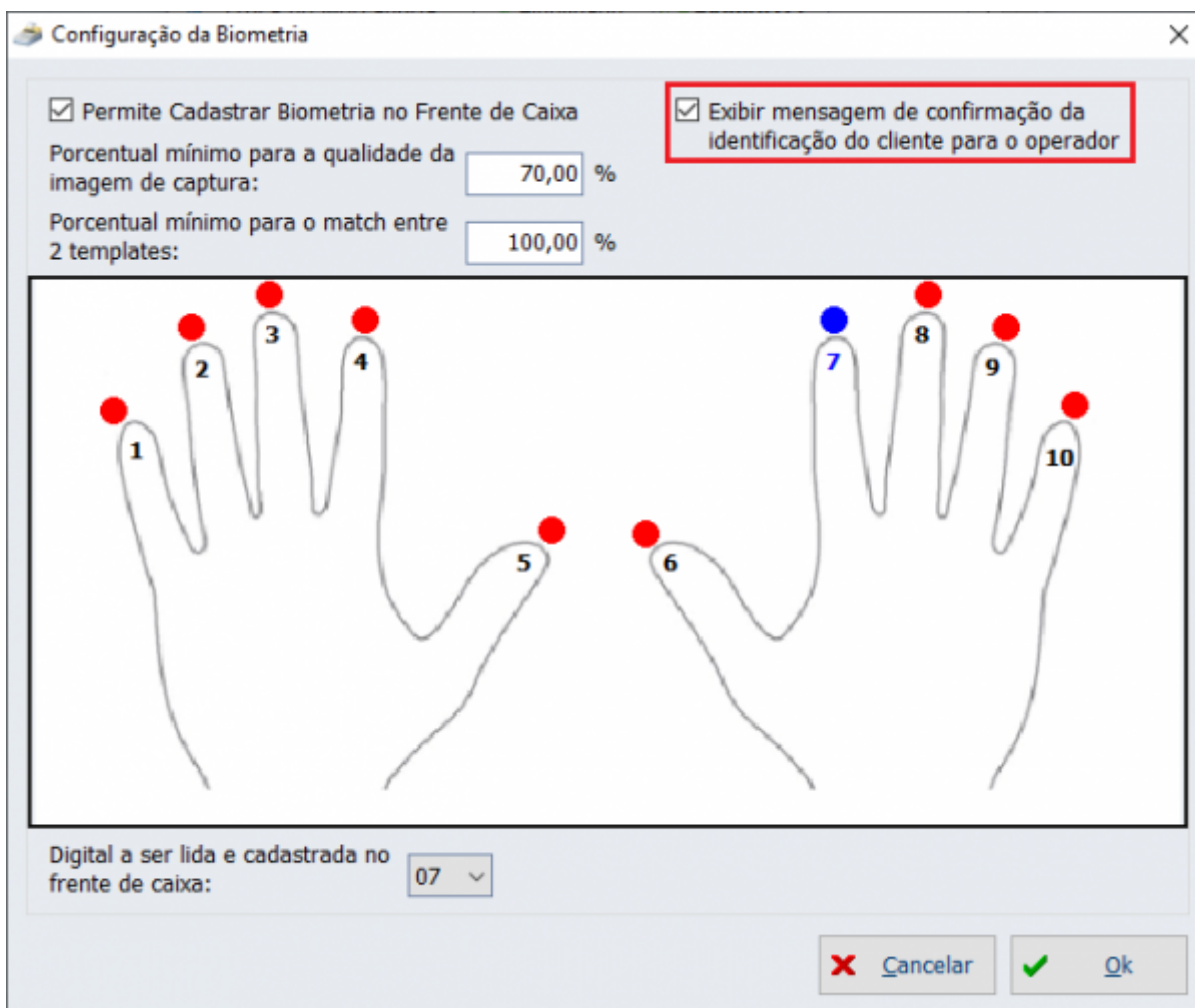 Configuração da Biometria
Permite Cadastrar Biometria no Frente de Caixa
Exibir mensagem de confirmação da
identificação do cliente para o operador
Porcentual mínimo para a qualidade da
imagem de captura:
70,00 %
Porcentual mínimo para o match entre
2 templates:
100,00 %
1
2
3
4
5
6
7
8
9
10
Digital a ser lida e cadastrada no
frente de caixa:
07
Cancelar
Ok